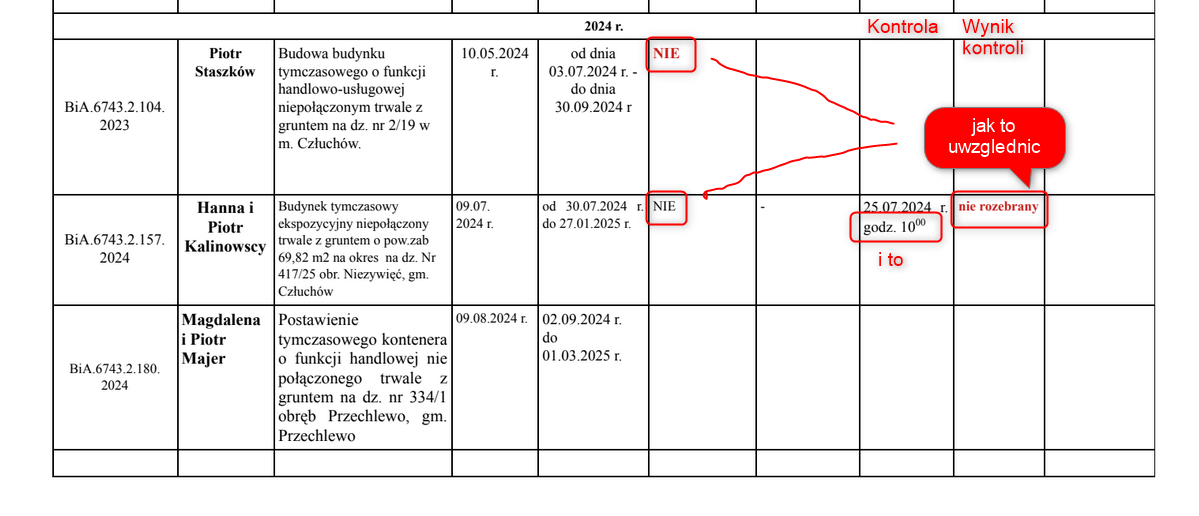 2024 r.
Kontrola
Wynik
kontroli
BiA.6743.2.104.
2023
Piotr
Staszków
Budowa budynku
tymczasowego o funkcji
handlowo-usługowej
niepołączonym trwale z
gruntem na dz. nr 2/19 w
m. Człuchów.
10.05.2024
r.
od dnia
03.07.2024 r. -
do dnia
30.09.2024 r
NIE
jak to
uwzglednic
BiA.6743.2.157.
2024
Hanna i
Piotr
Kalinowscy
Budynek tymczasowy
ekspozycyjny niepołączony
trwale z gruntem o pow.zab
69,82 m2 na okres na dz. Nr
417/25 obr. Niezywięć, gm.
Człuchów
09.07.
2024 r.
od 30.07.2024 r.
do 27.01.2025 r.
NIE
-
25.07.2024 r.
godz. 10⁰⁰
nie rozebrany
i to
BiA.6743.2.180.
2024
Magdalena
i Piotr
Majer
Postawienie
tymczasowego kontenera
o funkcji handlowej nie
połączonego trwale z
gruntem na dz. nr 334/1
obręb Przechlewo, gm.
Przechlewo
09.08.2024 r.
02.09.2024 r.
do
01.03.2025 r.